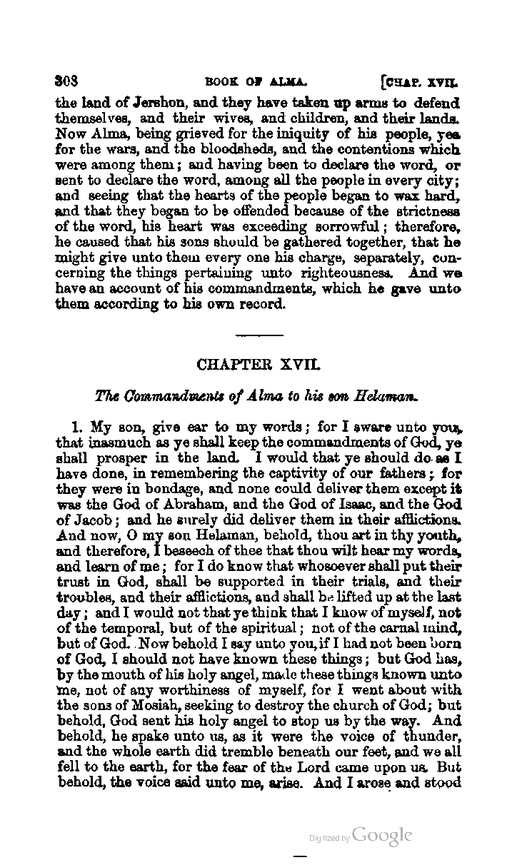 308 BOOK OF ALMA. [CHAP. XVII.
the land of Jershon, and they have taken up arms to defend
themselves, and their wives, and children, and their lands.
Now Alma, being grieved for the iniquity of his people, yea
for the wars, and the bloodsheds, and the contentions which
were among them; and having been to declare the word, or
sent to declare the word, among all the people in every city;
and seeing that the hearts of the people began to wax hard,
and that they began to be offended because of the strictness
of the word, his heart was exceeding sorrowful; therefore,
he caused that his sons should be gathered together, that he
might give unto them every one his charge, separately, con-
cerning the things pertaining unto righteousness. And we
have an account of his commandments, which he gave unto
them according to his own record.
CHAPTER XVII.
The Commandments of Alma to his son Helaman.
1. My son, give ear to my words; for I sware unto you,
that inasmuch as ye shall keep the commandments of God, ye
shall prosper in the land. I would that ye should do as I
have done, in remembering the captivity of our fathers; for
they were in bondage, and none could deliver them except it
was the God of Abraham, and the God of Isaac, and the God
of Jacob; and he surely did deliver them in their afflictions.
And now, O my son Helaman, behold, thou art in thy youth,
and therefore, I beseech of thee that thou wilt hear my words,
and learn of me; for I do know that whosoever shall put their
trust in God, shall be supported in their trials, and their
troubles, and their afflictions, and shall be lifted up at the last
day; and I would not that ye think that I know of myself, not
of the temporal, but of the spiritual; not of the carnal mind,
but of God. Now behold I say unto you, if I had not been born
of God, I should not have known these things; but God has,
by the mouth of his holy angel, made these things known unto
me, not of any worthiness of myself, for I went about with
the sons of Mosiah, seeking to destroy the church of God; but
behold, God sent his holy angel to stop us by the way. And
behold, he spake unto us, as it were the voice of thunder,
and the whole earth did tremble beneath our feet, and we all
fell to the earth, for the fear of the Lord came upon us. But
behold, the voice said unto me, arise. And I arose and stood
Digitized by Google